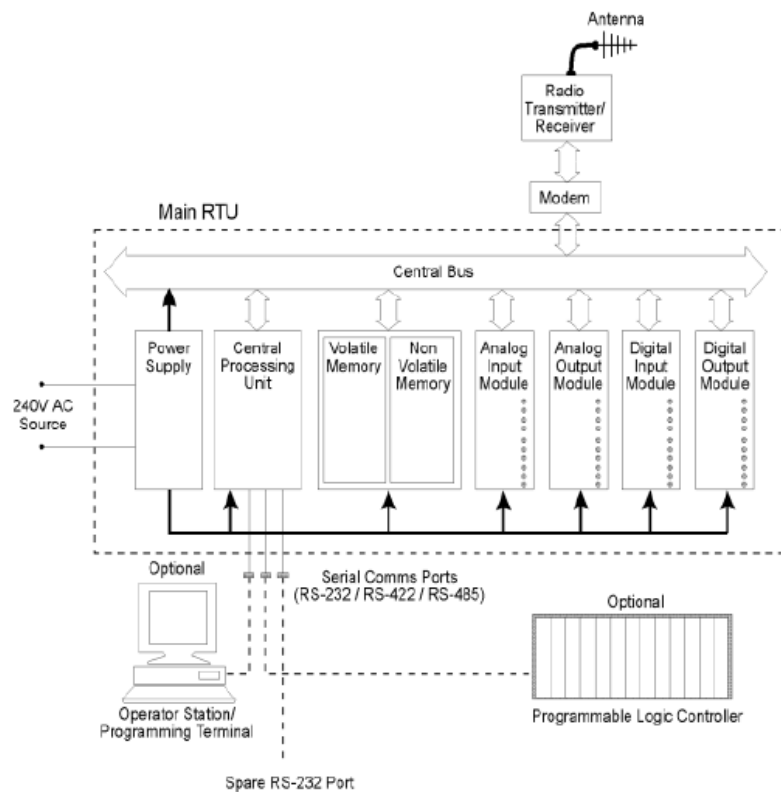 Antenna
Radio
Transmitter/
Receiver
Modem
Main RTU
Central Bus
Power
Supply
Central
Processing
Unit
Volatile
Memory
Non
Volatile
Memory
Analog
Input
Module
Analog
Output
Module
Digital
Input
Module
Digital
Output
Module
240V AC
Source
Optional
Serial Comms Ports
(RS-232 / RS-422 / RS-485)
Optional
Operator Station/
Programming Terminal
Programmable Logic Controller
Spare RS-232 Port